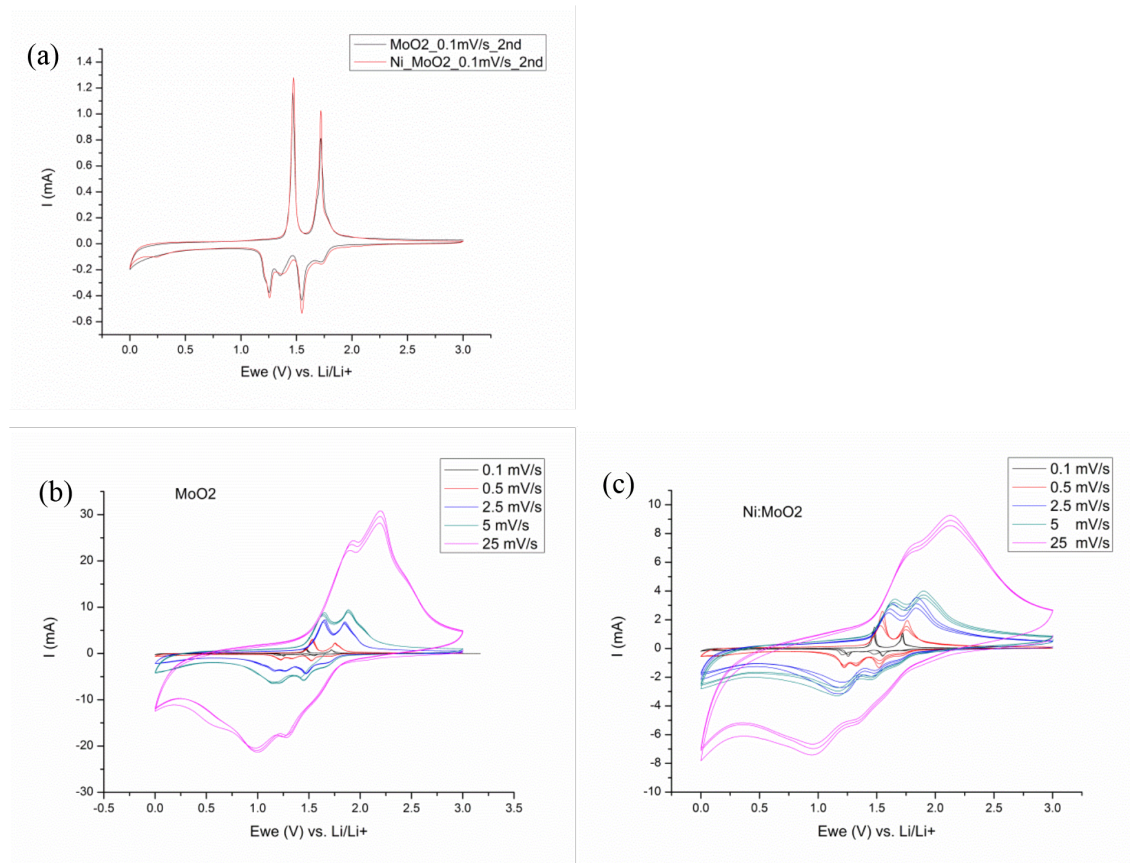 (a)
MoO2_0.1mV/s_2nd
Ni_MoO2_0.1mV/s_2nd
1.4
1.2
1.0
0.8
0.6
0.4
0.2
0.0
-0.2
-0.4
-0.6
I (mA)
0.0 0.5 1.0 1.5 2.0 2.5 3.0
Ewe (V) vs. Li/Li+
(b)
MoO2
0.1 mV/s
0.5 mV/s
2.5 mV/s
5 mV/s
25 mV/s
30
20
10
0
-10
-20
-30
I (mA)
-0.5 0.0 0.5 1.0 1.5 2.0 2.5 3.0 3.5
Ewe (V) vs. Li/Li+
(c)
Ni:MoO2
0.1 mV/s
0.5 mV/s
2.5 mV/s
5 mV/s
25 mV/s
10
8
6
4
2
0
-2
-4
-6
-8
-10
I (mA)
0.0 0.5 1.0 1.5 2.0 2.5 3.0
Ewe (V) vs. Li/Li+